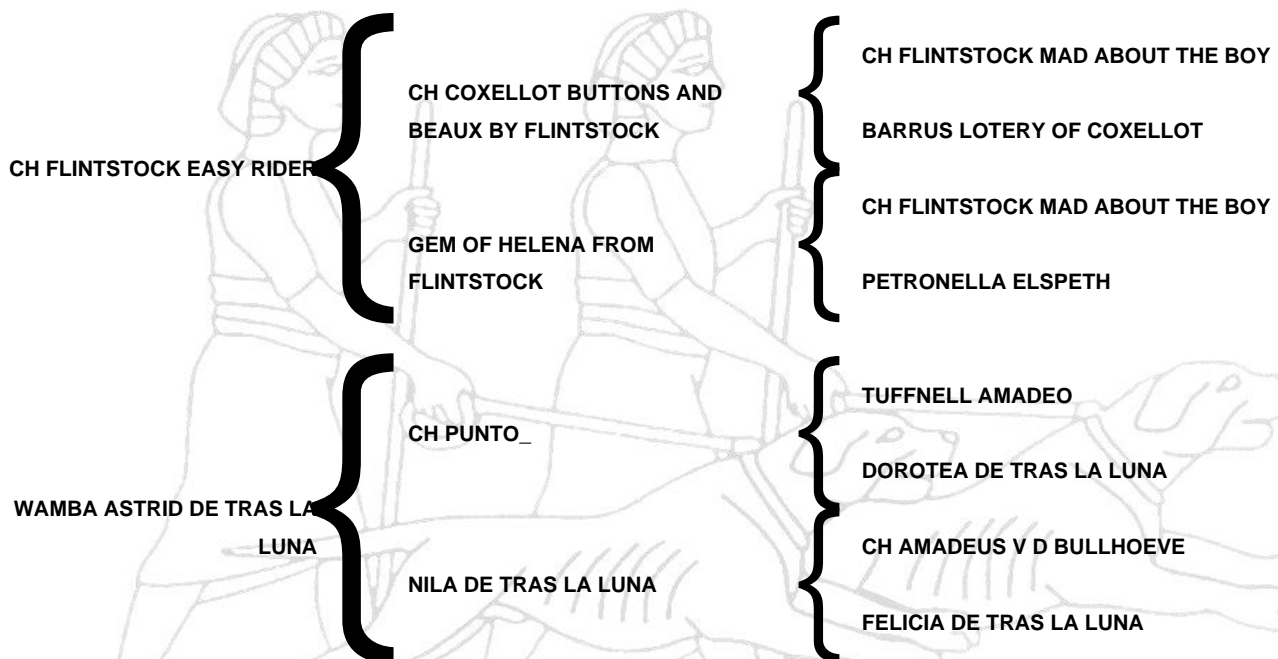 CH FLINTSTOCK EASY RIDER
CH COXELLOT BUTTONS AND
BEAUX BY FLINTSTOCK
CH FLINTSTOCK MAD ABOUT THE BOY
BARRUS LOTERY OF COXELLOT
GEM OF HELENA FROM
FLINTSTOCK
CH FLINTSTOCK MAD ABOUT THE BOY
PETRONELLA ELSPETH
WAMBA ASTRID DE TRAS LA
LUNA
CH PUNTO_
TUFFNELL AMADEO
DOROTEA DE TRAS LA LUNA
NILA DE TRAS LA LUNA
CH AMADEUS V D BULLHOEVE
FELICIA DE TRAS LA LUNA